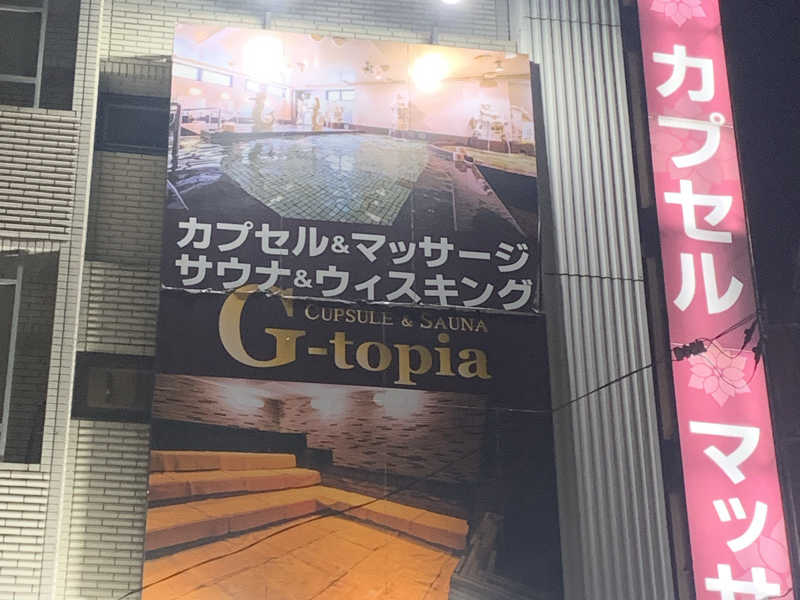 カプセル&マッサージ
サウナ&ウィスキング
CUPSULE & SAUNA
G-topia
カプセル マッサ